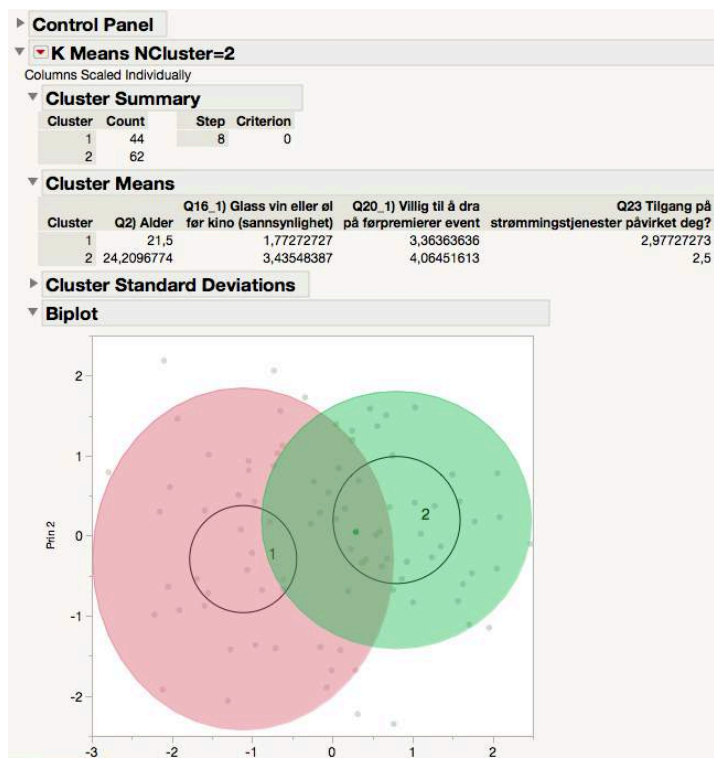 Control Panel
K Means NCluster=2
Columns Scaled Individually
Cluster Summary
Cluster Count Step Criterion
1 44 8 0
2 62
Cluster Means
Q16_1) Glass vin eller øl Q20_1) Villig til å dra Q23 Tilgang på
Cluster Q2) Alder før kino (sannsynlighet) på førpremierer event strømmingstjenester påvirket deg?
1 21,5 1,77272727 3,36363636 2,97727273
2 24,2096774 3,43548387 4,06451613 2,5
Cluster Standard Deviations
Biplot
2
1
0
-1
-2
Prin 2
1
2
-3 -2 -1 0 1 2